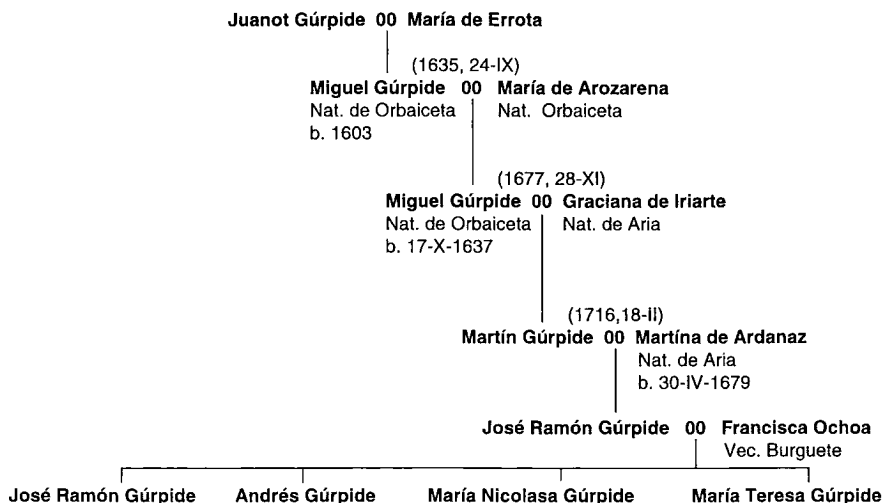 Juanot Gúrpide 00 María de Errota
(1635, 24-IX)
Miguel Gúrpide 00 María de Arozarena
Nat. de Orbaiceta Nat. Orbaiceta
b. 1603
(1677, 28-XI)
Miguel Gúrpide 00 Graciana de Iriarte
Nat. de Orbaiceta Nat. de Aria
b. 17-X-1637
(1716,18-II)
Martín Gúrpide 00 Martína de Ardanaz
Nat. de Aria
b. 30-IV-1679
José Ramón Gúrpide 00 Francisca Ochoa
Vec. Burguete
José Ramón Gúrpide Andrés Gúrpide María Nicolasa Gúrpide María Teresa Gúrpide